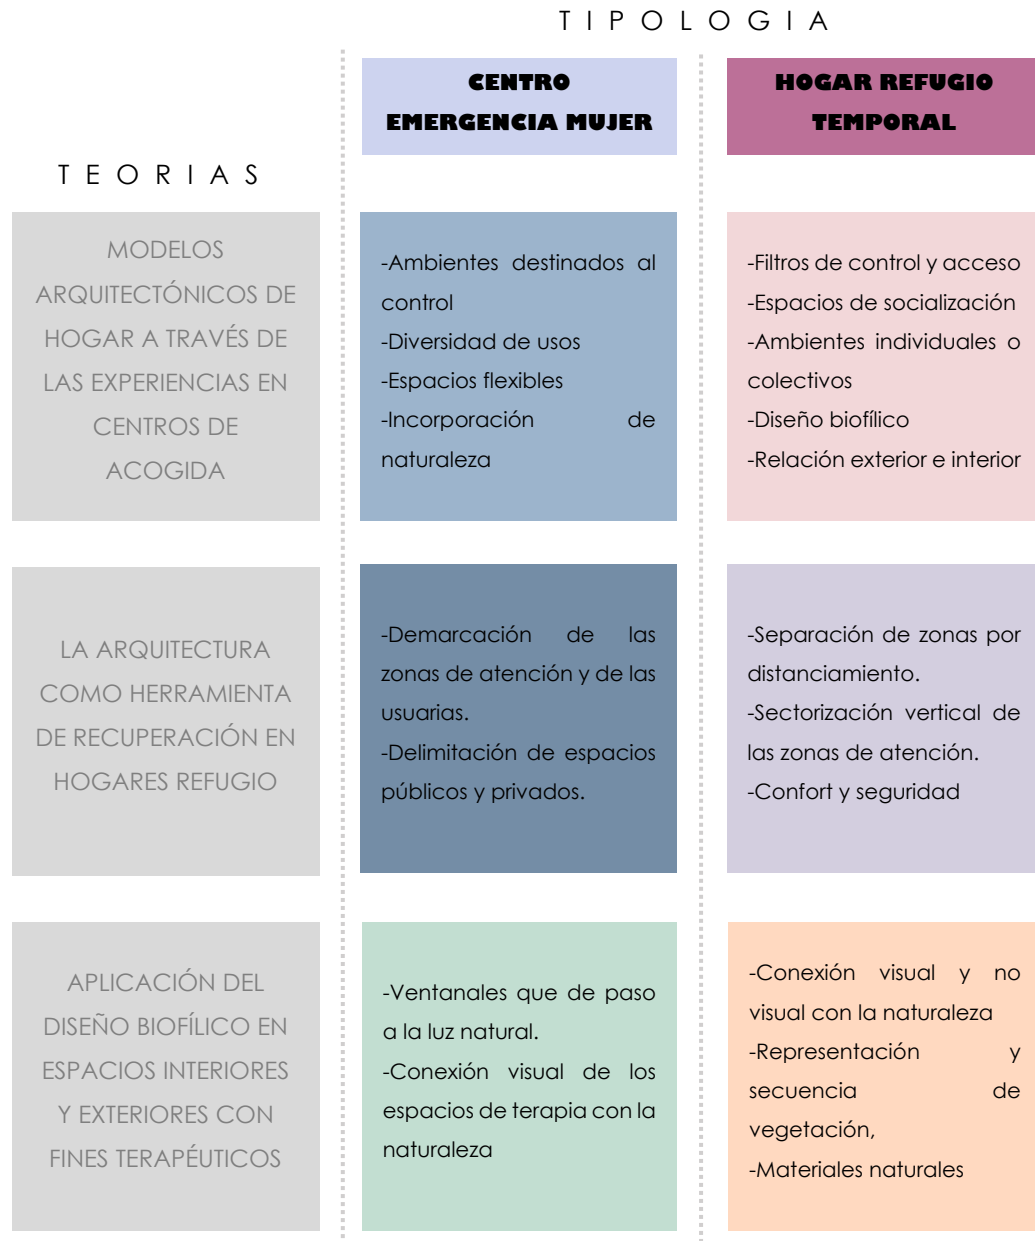 TIPOLOGIA
CENTRO
EMERGENCIA MUJER
HOGAR REFUGIO
TEMPORAL
TEORIAS
MODELOS
ARQUITECTÓNICOS DE
HOGAR A TRAVÉS DE
LAS EXPERIENCIAS EN
CENTROS DE
ACOGIDA
-Ambientes destinados al
control
-Diversidad de usos
-Espacios flexibles
-Incorporación de
naturaleza
-Filtros de control y acceso
-Espacios de socialización
-Ambientes individuales o
colectivos
-Diseño biofílico
-Relación exterior e interior
LA ARQUITECTURA
COMO HERRAMIENTA
DE RECUPERACIÓN EN
HOGARES REFUGIO
-Demarcación de las
zonas de atención y de las
usuarias.
-Delimitación de espacios
públicos y privados.
-Separación de zonas por
distanciamiento.
-Sectorización vertical de
las zonas de atención.
-Confort y seguridad
APLICACIÓN DEL
DISEÑO BIOFÍLICO EN
ESPACIOS INTERIORES
Y EXTERIORES CON
FINES TERAPÉUTICOS
-Ventanales que de paso
a la luz natural.
-Conexión visual de los
espacios de terapia con la
naturaleza
-Conexión visual y no
visual con la naturaleza
-Representación y
secuencia de
vegetación,
-Materiales naturales